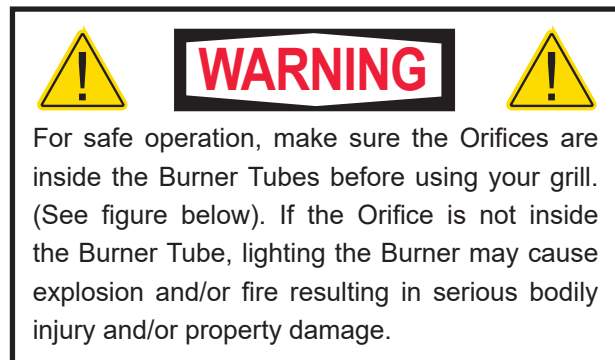 WARNING
For safe operation, make sure the Orifices are
inside the Burner Tubes before using your grill.
(See figure below). If the Orifice is not inside
the Burner Tube, lighting the Burner may cause
explosion and/or fire resulting in serious bodily
injury and/or property damage.